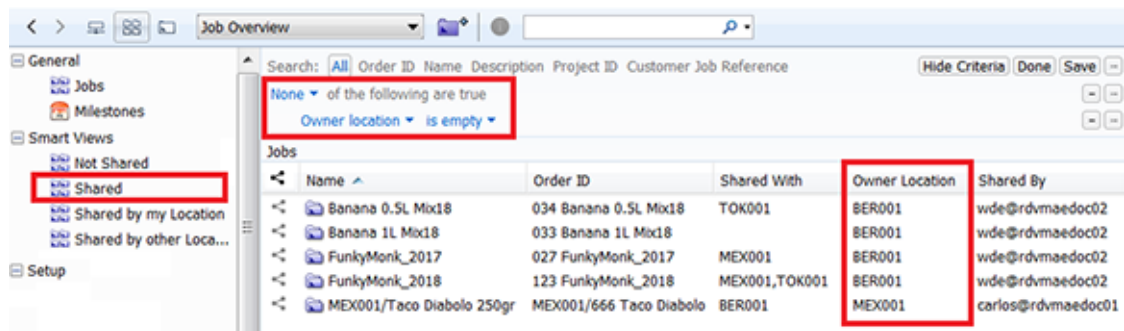 Job Overview
General
Jobs
Milestones
Smart Views
Not Shared
Shared
Shared by my Location
Shared by other Loca...
Setup
Search: All Order ID Name Description Project ID Customer Job Reference Hide Criteria Done Save
None of the following are true
Owner location is empty
Jobs
Name Order ID Shared With Owner Location Shared By
Banana 0.5L Mix18 034 Banana 0.5L Mix18 TOK001 BER001 wde@rdvmaedoc02
Banana 1L Mix18 033 Banana 1L Mix18 BER001 wde@rdvmaedoc02
FunkyMonk_2017 027 FunkyMonk_2017 MEX001 BER001 wde@rdvmaedoc02
FunkyMonk_2018 123 FunkyMonk_2018 MEX001,TOK001 BER001 wde@rdvmaedoc02
MEX001/Taco Diabolo 250gr MEX001/666 Taco Diabolo BER001 MEX001 carlos@rdvmaedoc01